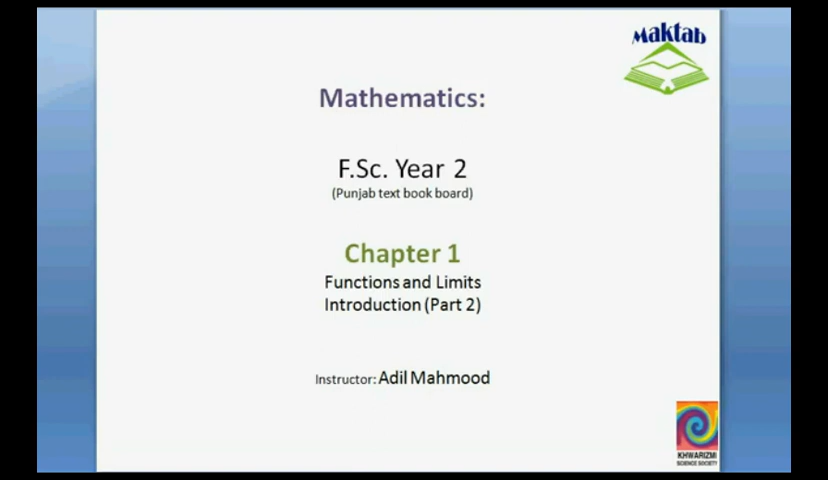 Maktab
Mathematics:
F.Sc. Year 2
(Punjab text book board)
Chapter 1
Functions and Limits
Introduction (Part 2)
Instructor: Adil Mahmood
KHWARIZMI
SCIENCE SOCIETY